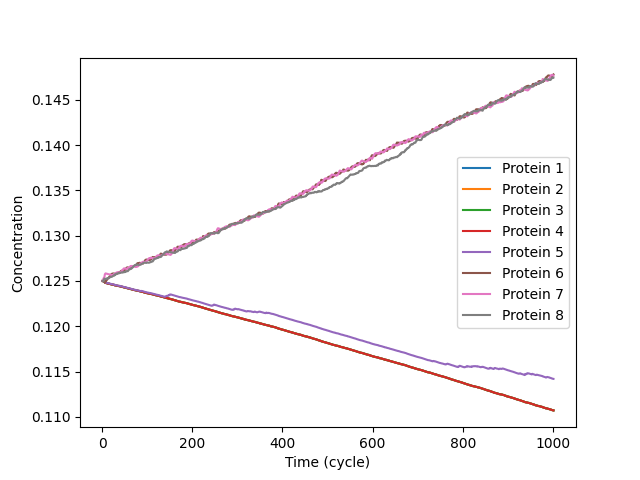 0.145
0.140
0.135
0.130
0.125
0.120
0.115
0.110
Concentration
0
200
400
600
800
1000
Time (cycle)
Protein 1
Protein 2
Protein 3
Protein 4
Protein 5
Protein 6
Protein 7
Protein 8